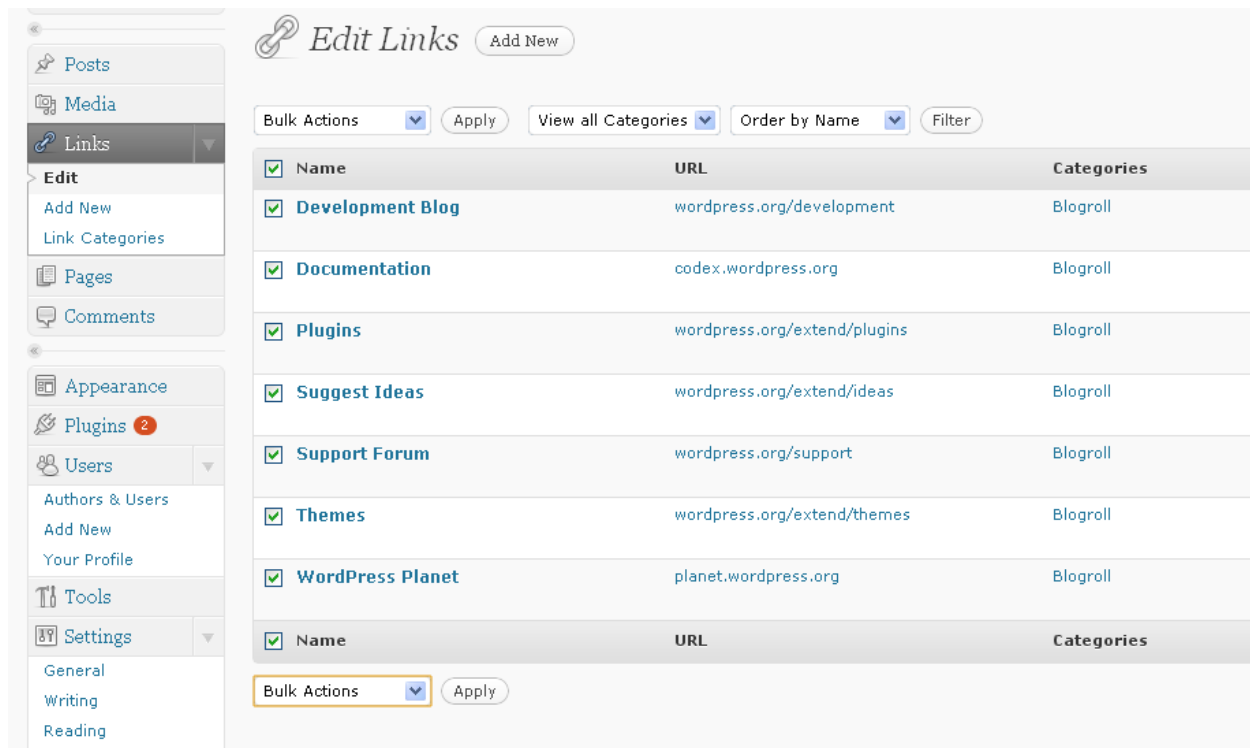 Edit Links Add New
Posts
Media
Links
Edit
Add New
Link Categories
Pages
Comments
Appearance
Plugins 2
Users
Authors & Users
Add New
Your Profile
Tools
Settings
General
Writing
Reading
Bulk Actions Apply View all Categories Order by Name Filter
Name URL Categories
Development Blog wordpress.org/development Blogroll
Documentation codex.wordpress.org Blogroll
Plugins wordpress.org/extend/plugins Blogroll
Suggest Ideas wordpress.org/extend/ideas Blogroll
Support Forum wordpress.org/support Blogroll
Themes wordpress.org/extend/themes Blogroll
WordPress Planet planet.wordpress.org Blogroll
Name URL Categories
Bulk Actions Apply